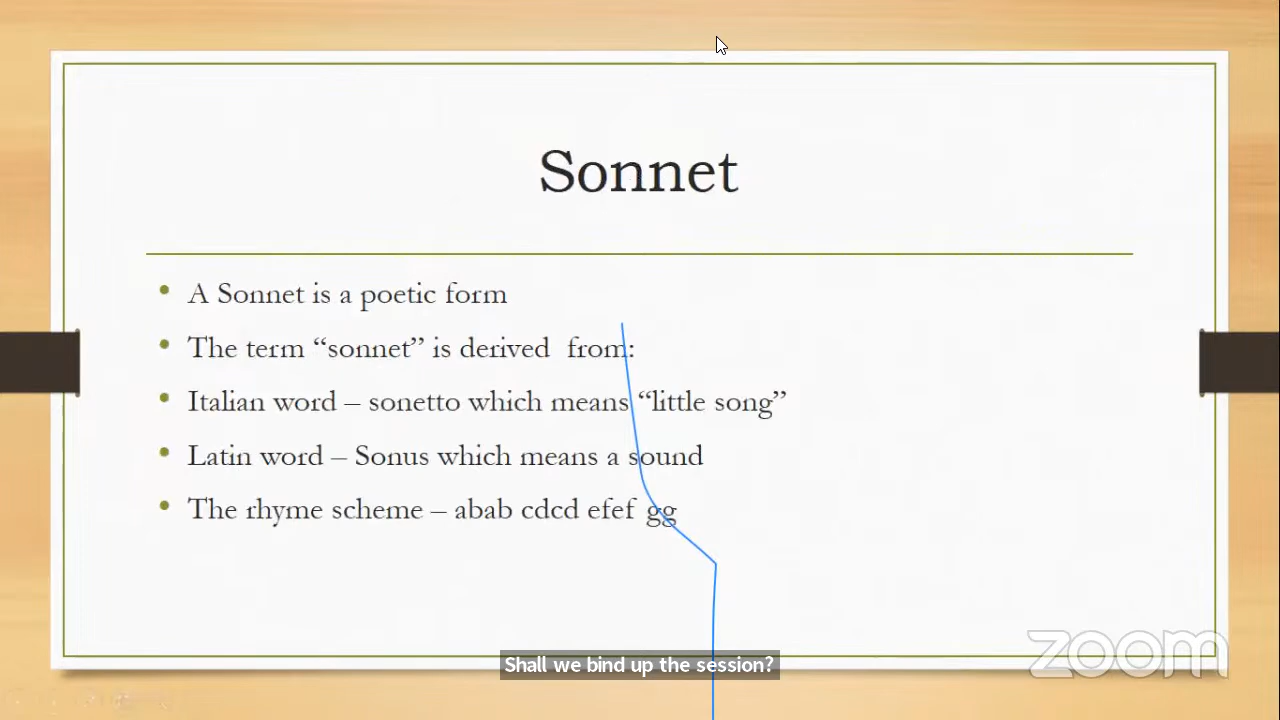 Sonnet
A Sonnet is a poetic form
The term “sonnet” is derived  from:
Italian word – sonetto which means “little song”
Latin word – Sonus which means a sound
The rhyme scheme – abab cdcd efef gg
zoom
Shall we bind up the session?